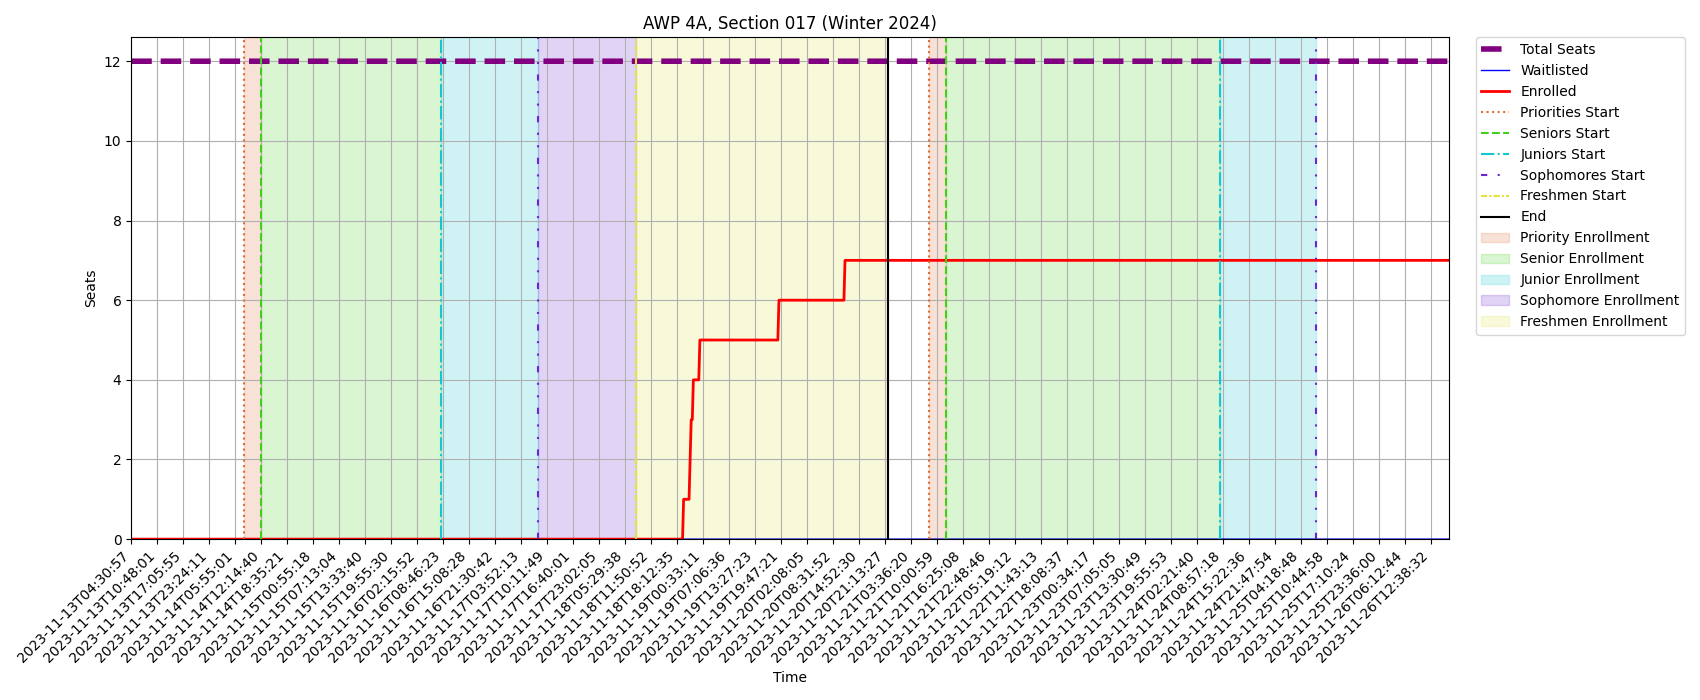 AWP 4A, Section 017 (Winter 2024)
Total Seats
Waitlisted
Enrolled
Priorities Start
Seniors Start
Juniors Start
Sophomores Start
Freshmen Start
End
Priority Enrollment
Senior Enrollment
Junior Enrollment
Sophomore Enrollment
Freshmen Enrollment
Seats
12
10
8
6
4
2
0
2023-11-13T04:30:57
2023-11-13T10:48:01
2023-11-13T17:05:55
2023-11-13T23:24:11
2023-11-14T05:55:01
2023-11-14T12:14:40
2023-11-14T18:35:21
2023-11-15T00:55:18
2023-11-15T07:13:04
2023-11-15T13:33:40
2023-11-15T19:55:30
2023-11-16T02:15:52
2023-11-16T08:46:23
2023-11-16T15:08:28
2023-11-16T21:30:42
2023-11-17T03:52:13
2023-11-17T10:11:49
2023-11-17T16:40:01
2023-11-17T23:02:05
2023-11-18T05:29:38
2023-11-18T11:50:52
2023-11-18T18:12:35
2023-11-19T00:33:11
2023-11-19T07:06:36
2023-11-19T13:27:23
2023-11-19T19:47:21
2023-11-20T02:08:05
2023-11-20T08:31:52
2023-11-20T14:52:30
2023-11-20T21:13:27
2023-11-21T03:36:20
2023-11-21T10:00:59
2023-11-21T16:25:08
2023-11-21T22:48:46
2023-11-22T05:19:12
2023-11-22T11:43:13
2023-11-22T18:08:37
2023-11-23T00:34:17
2023-11-23T07:05:05
2023-11-23T13:30:49
2023-11-23T19:55:53
2023-11-24T02:21:40
2023-11-24T08:57:18
2023-11-24T15:22:36
2023-11-24T21:47:54
2023-11-25T04:18:48
2023-11-25T10:44:58
2023-11-25T17:10:24
2023-11-25T23:36:00
2023-11-26T06:12:44
2023-11-26T12:38:32
Time